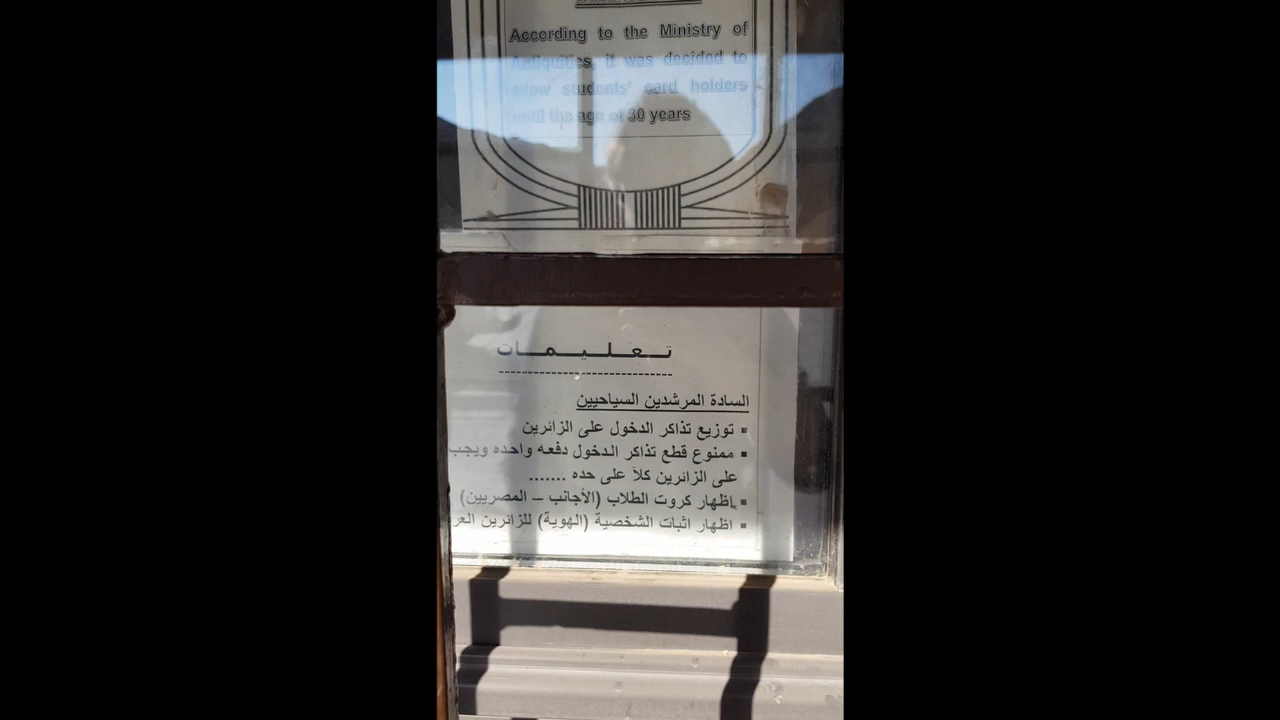 According to the Ministry of
Antiquities, it was decided to
allow students' card holders
until the age of 30 years
تـــعـــلـــيـــمـــات
السادة المرشدين السياحيين
▪ توزيع تذاكر الدخول على الزائرين
▪ ممنوع قطع تذاكر الدخول دفعه واحده ويجب
على الزائرين كلآ على حده .......
▪ اظهار كروت الطلاب (الأجانب – المصريين)
▪ اظهار اثبات الشخصية (الهوية) للزائرين